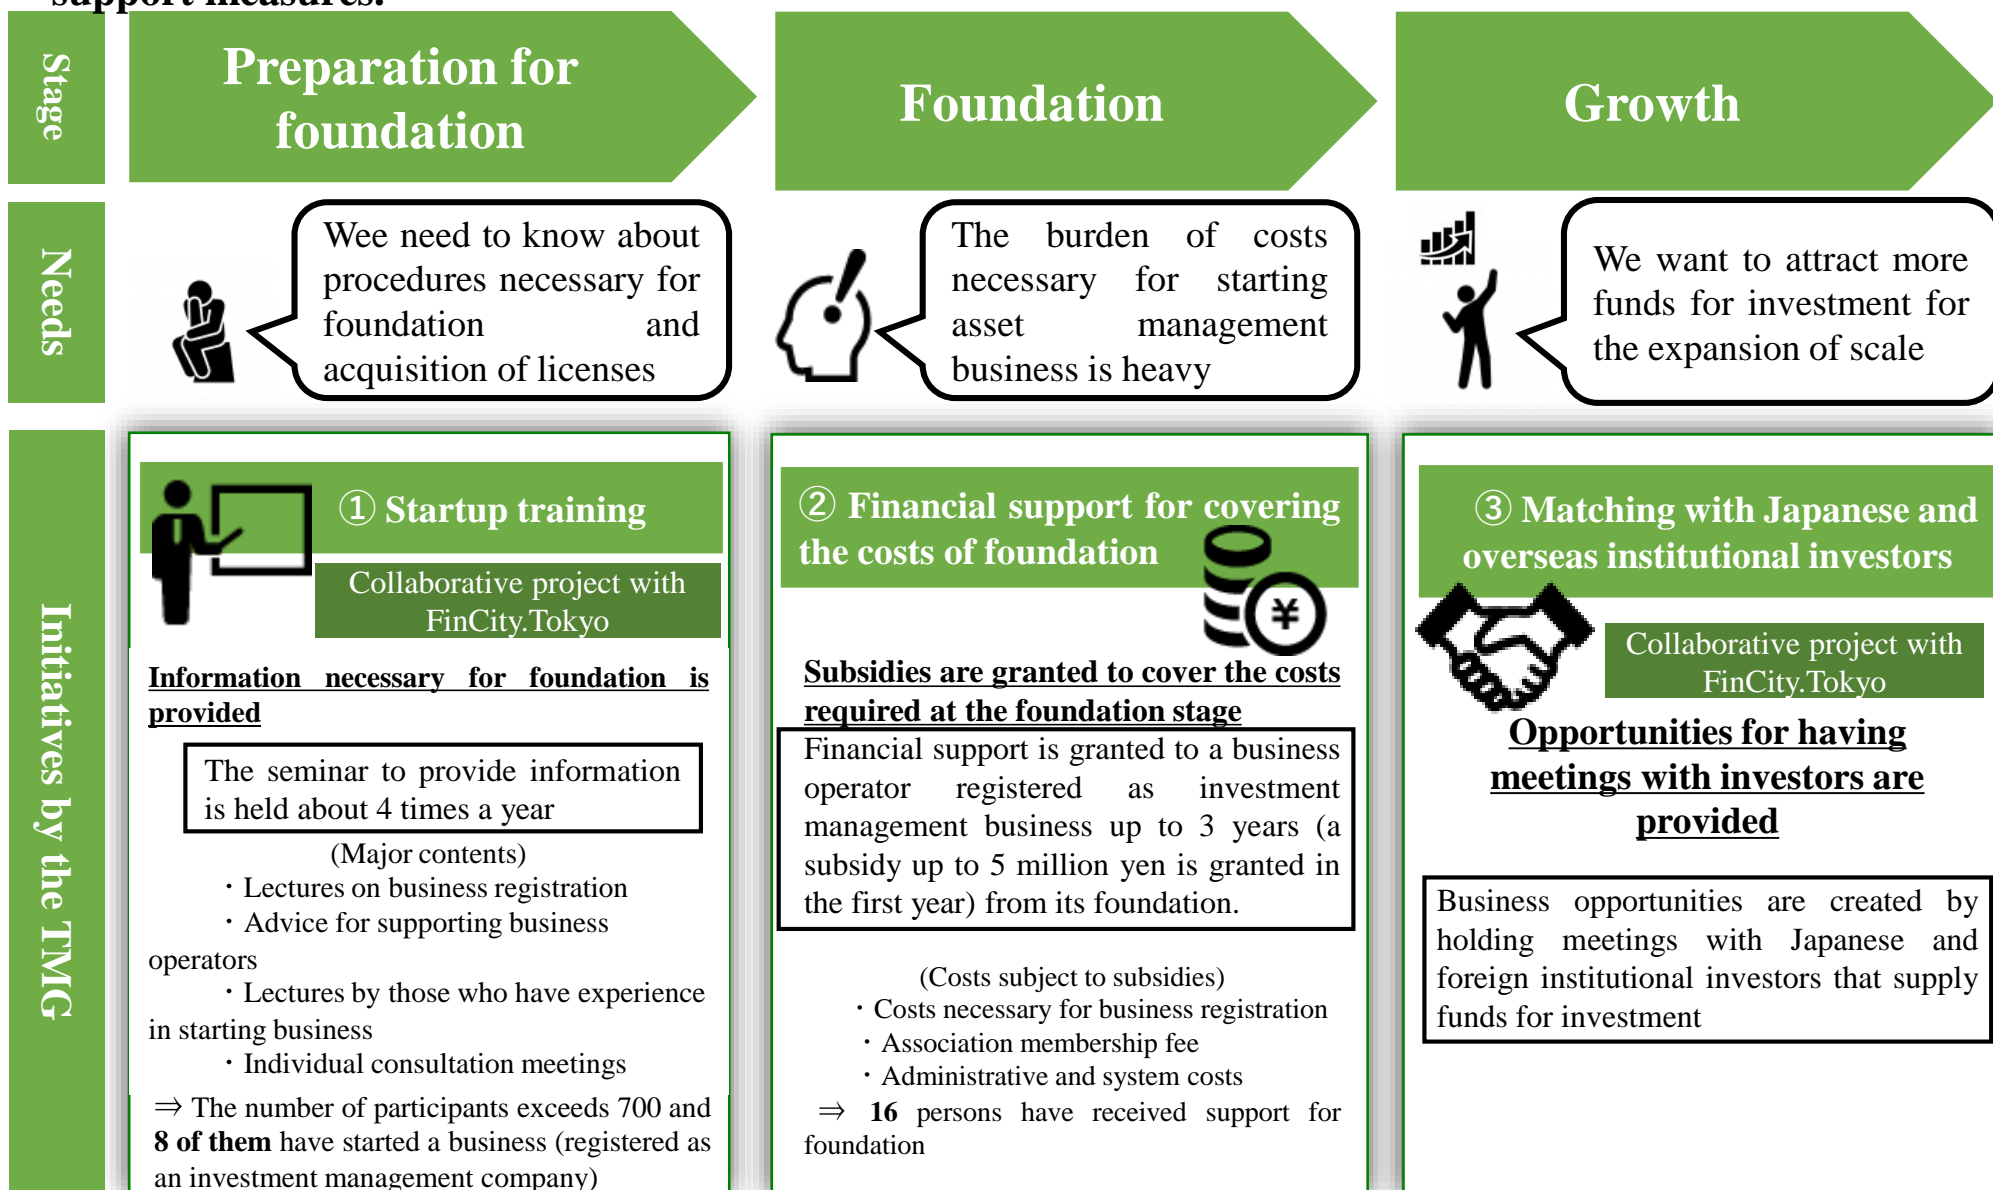 support measures.
Stage
Preparation for
foundation
Foundation
Growth
Needs
Wee need to know about
procedures necessary for
foundation and
acquisition of licenses
The burden of costs
necessary for starting
asset management
business is heavy
We want to attract more
funds for investment for
the expansion of scale
Initiatives by the TMG
① Startup training
Collaborative project with
FinCity.Tokyo
Information necessary for foundation is
provided
The seminar to provide information
is held about 4 times a year
(Major contents)
・Lectures on business registration
・Advice for supporting business
operators
・Lectures by those who have experience
in starting business
・Individual consultation meetings
⇒ The number of participants exceeds 700 and
8 of them have started a business (registered as
an investment management company)
② Financial support for covering
the costs of foundation
¥
Subsidies are granted to cover the costs
required at the foundation stage
Financial support is granted to a business
operator registered as investment
management business up to 3 years (a
subsidy up to 5 million yen is granted in
the first year) from its foundation.
(Costs subject to subsidies)
・Costs necessary for business registration
・Association membership fee
・Administrative and system costs
⇒ 16 persons have received support for
foundation
③ Matching with Japanese and
overseas institutional investors
Collaborative project with
FinCity.Tokyo
Opportunities for having
meetings with investors are
provided
Business opportunities are created by
holding meetings with Japanese and
foreign institutional investors that supply
funds for investment